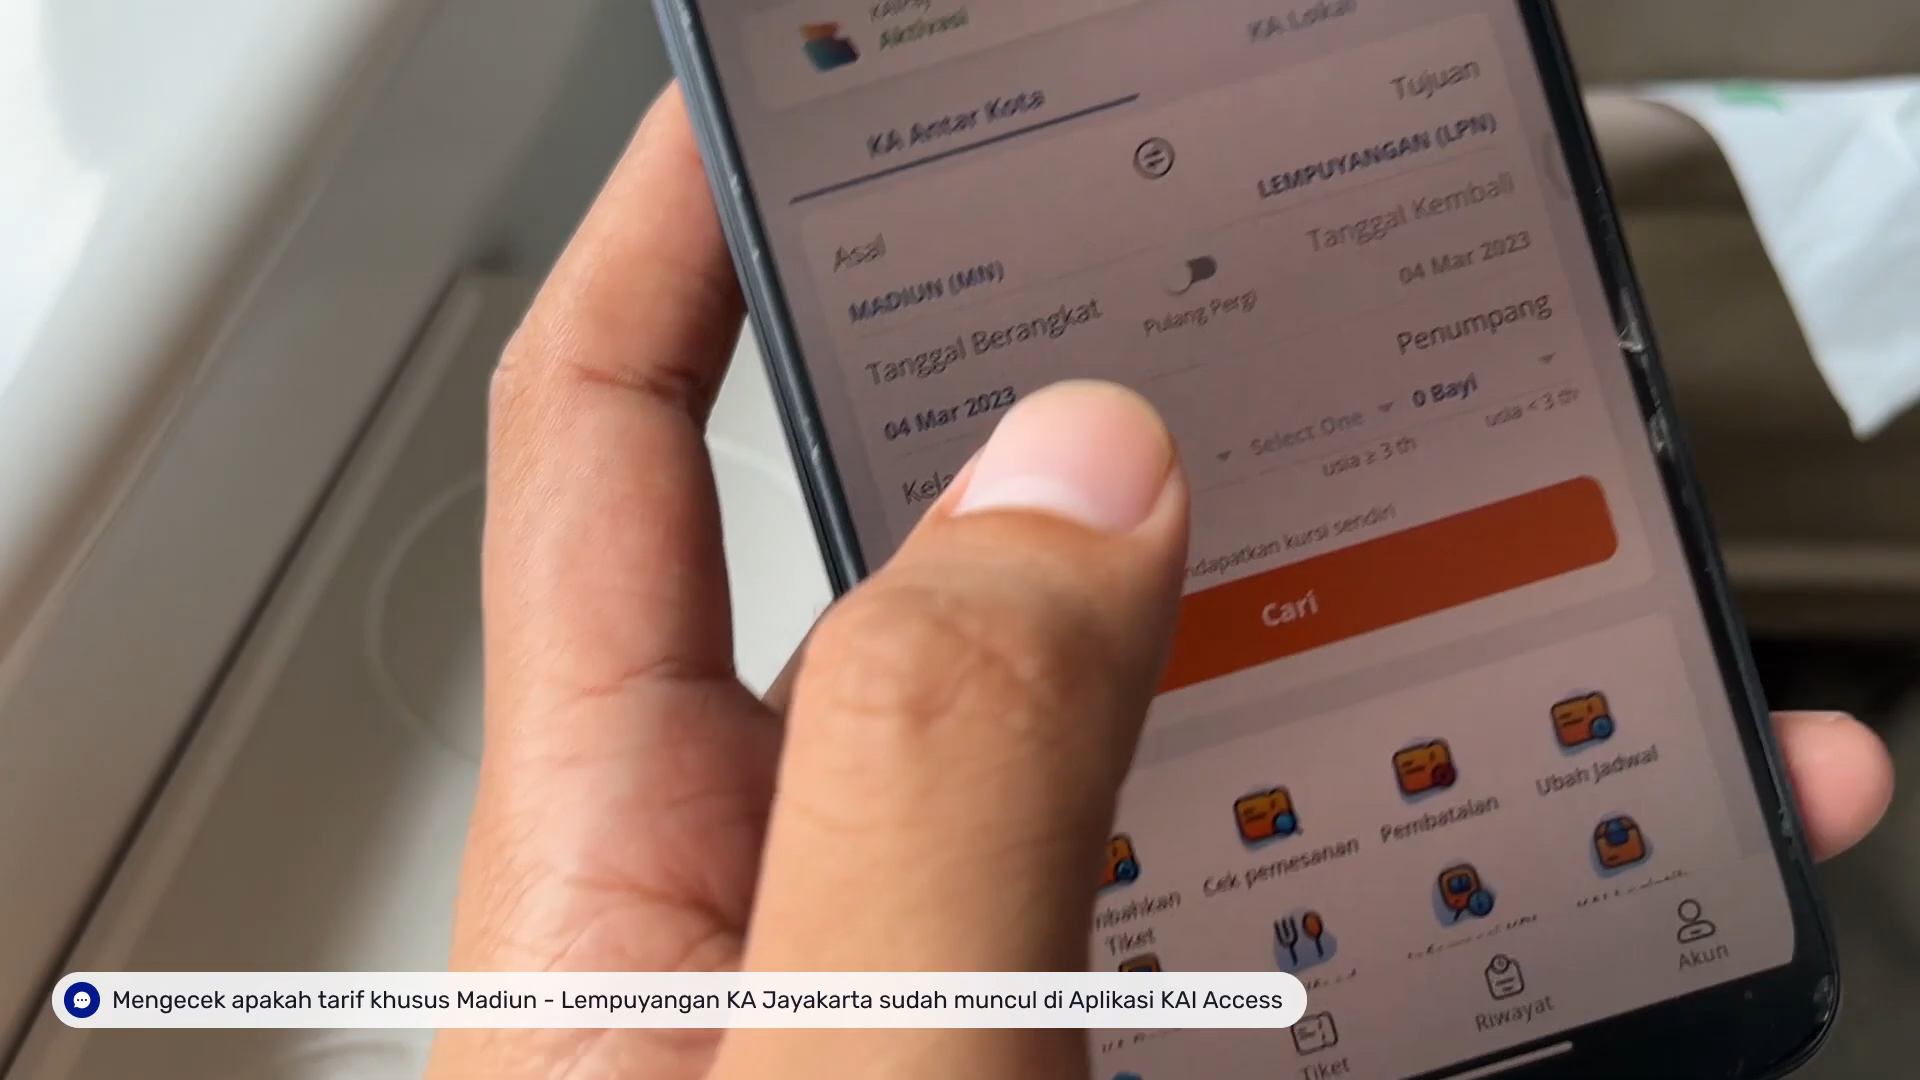 Aktivasi
KA Antar Kota
KA Lokal
Asal
Tujuan
MADIUN (MN)
LEMPUYANGAN (LPN)
Tanggal Berangkat
Pulang Pergi
Tanggal Kembali
04 Mar 2023
04 Mar 2023
Penumpang
Select One
0 Bayi
usia ≥ 3 th
usia < 3 th
kursi sendiri
Cari
Tiket
Cek pemesanan
Pembatalan
Ubah Jadwal
Tiket
Riwayat
Akun
Mengecek apakah tarif khusus Madiun - Lempuyangan KA Jayakarta sudah muncul di Aplikasi KAI Access